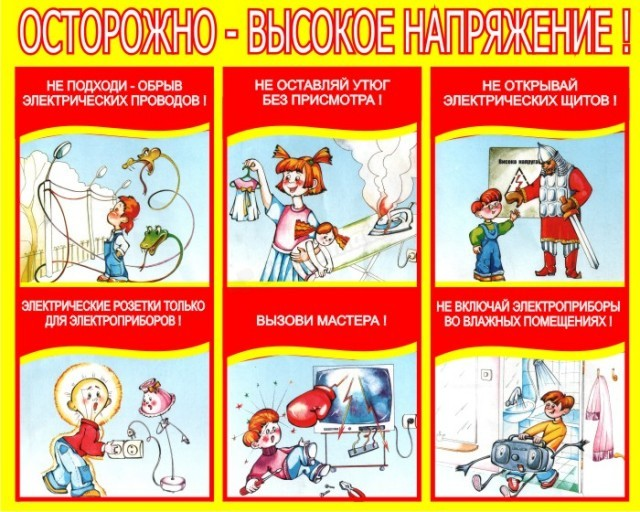 ОСТОРОЖНО - ВЫСОКОЕ НАПРЯЖЕНИЕ !
НЕ ПОДХОДИ - ОБРЫВ
ЭЛЕКТРИЧЕСКИХ ПРОВОДОВ !
НЕ ОСТАВЛЯЙ УТЮГ
БЕЗ ПРИСМОТРА !
НЕ ОТКРЫВАЙ
ЭЛЕКТРИЧЕСКИХ ЩИТОВ !
ЭЛЕКТРИЧЕСКИЕ РОЗЕТКИ ТОЛЬКО
ДЛЯ ЭЛЕКТРОПРИБОРОВ !
ВЫЗОВИ МАСТЕРА !
НЕ ВКЛЮЧАЙ ЭЛЕКТРОПРИБОРЫ
ВО ВЛАЖНЫХ ПОМЕЩЕНИЯХ !